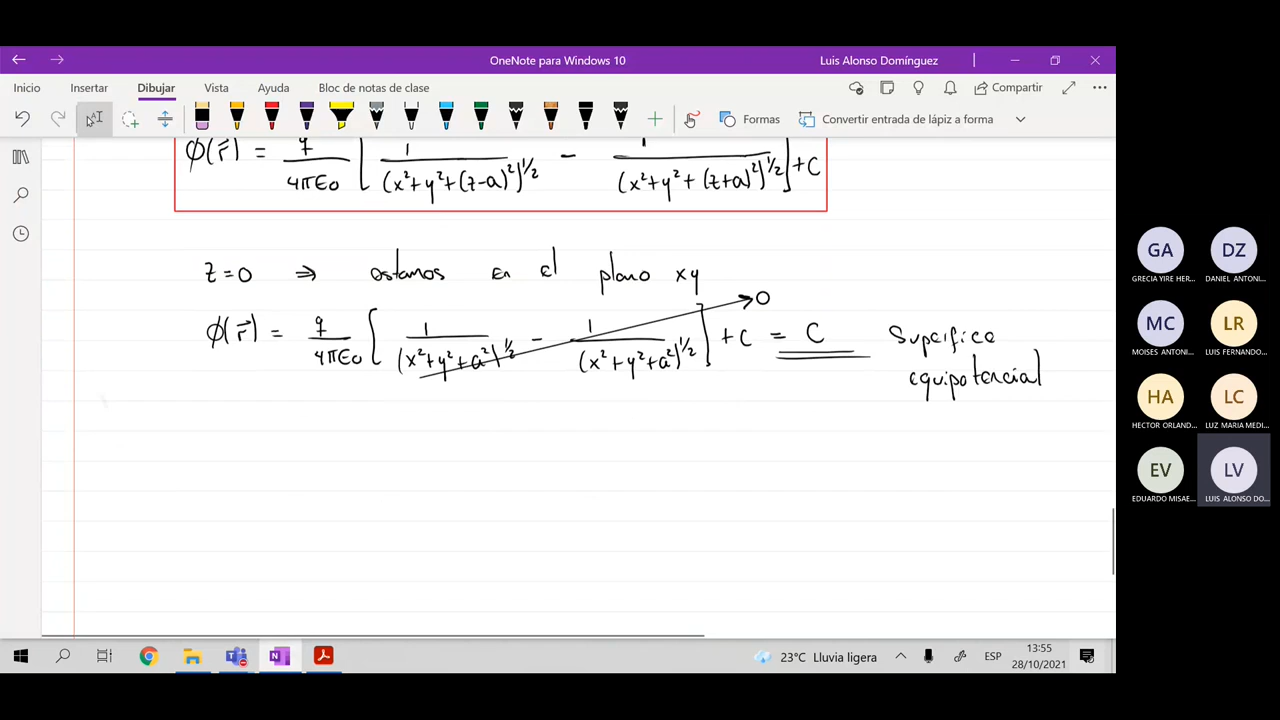 OneNote para Windows 10
Luis Alonso Domínguez
Inicio Insertar Dibujar Vista Ayuda Bloc de notas de clase Compartir
Formas Convertir entrada de lápiz a forma
ϕ(r⃗) = q/4πε₀ [ 1/(x²+y²+(z-a)²)^1/2 - 1/(x²+y²+(z+a)²)^1/2 ] + C
z=0 ⇒ estamos en el plano xy
ϕ(r⃗) = q/4πε₀ [ 1/(x²+y²+a²)^1/2 - 1/(x²+y²+a²)^1/2 ] → 0 + C = C Superifice
equipotencial
GA DZ
GRECIA YIRE HER... DANIEL ANTONI...
MC LR
MOISES ANTONI... LUIS FERNANDO...
HA LC
HECTOR ORLAND... LUZ MARIA MEDI...
EV LV
EDUARDO MISAE... LUIS ALONSO DO...
23°C Lluvia ligera ESP 13:55
28/10/2021